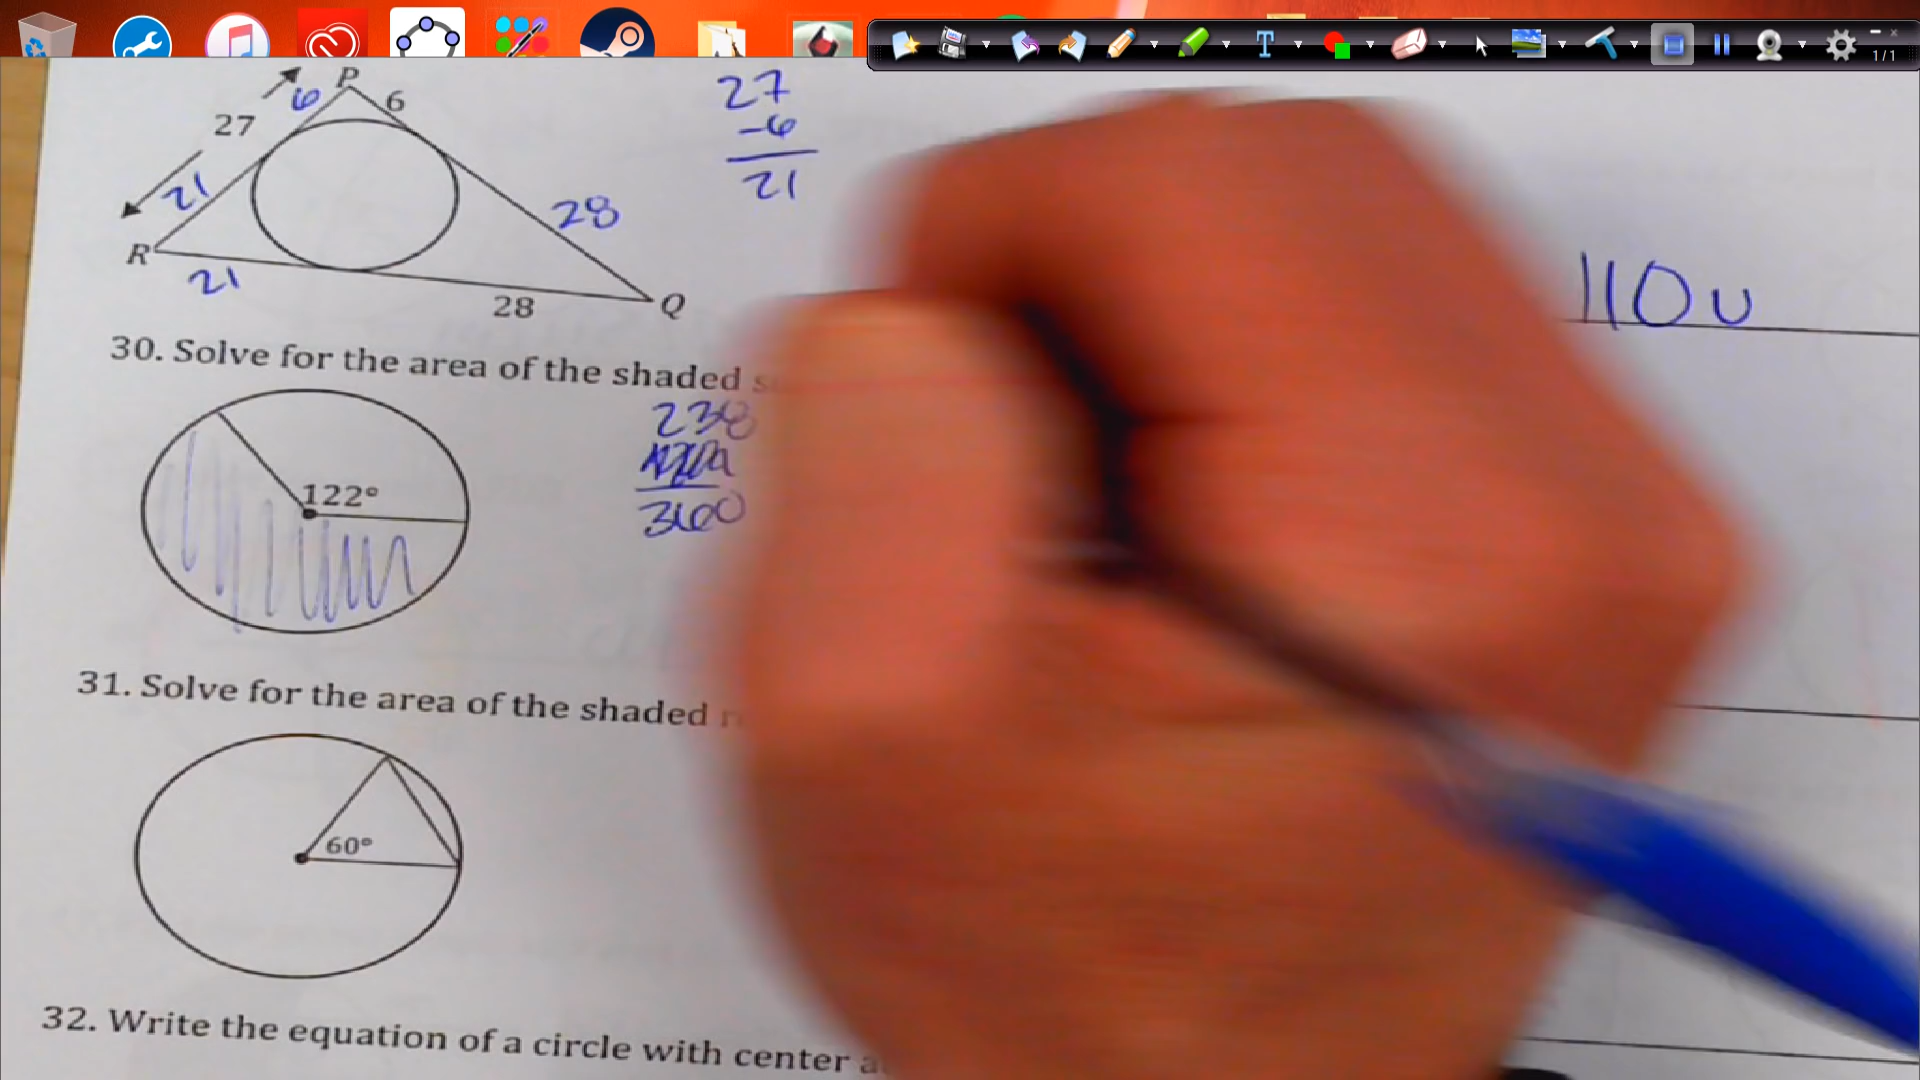 1/1
P
6
6
27
27
-6
21
21
28
R
21
28
Q
110 u
30. Solve for the area of the shaded
238
360
122°
31. Solve for the area of the shaded
60°
32. Write the equation of a circle with center